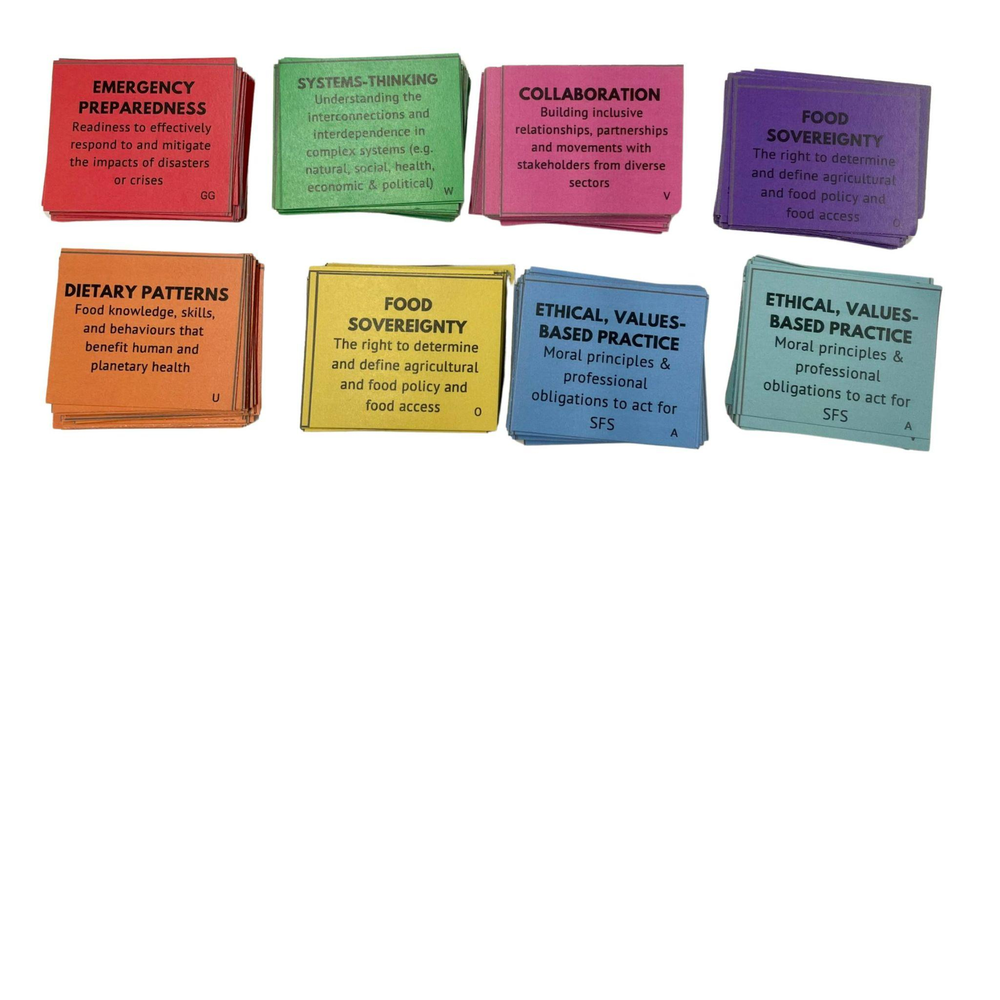 EMERGENCY
PREPAREDNESS
Readiness to effectively
respond to and mitigate
the impacts of disasters
or crises
GG
SYSTEMS-THINKING
Understanding the
interconnections and
interdependence in
complex systems (e.g.
natural, social, health,
economic & political)
W
COLLABORATION
Building inclusive
relationships, partnerships
and movements with
stakeholders from diverse
sectors
V
FOOD
SOVEREIGNTY
The right to determine
and define agricultural
and food policy and
food access
O
DIETARY PATTERNS
Food knowledge, skills,
and behaviours that
benefit human and
planetary health
U
FOOD
SOVEREIGNTY
The right to determine
and define agricultural
and food policy and
food access
O
ETHICAL, VALUES-
BASED PRACTICE
Moral principles &
professional
obligations to act for
SFS
A
ETHICAL, VALUES-
BASED PRACTICE
Moral principles &
professional
obligations to act for
SFS
A